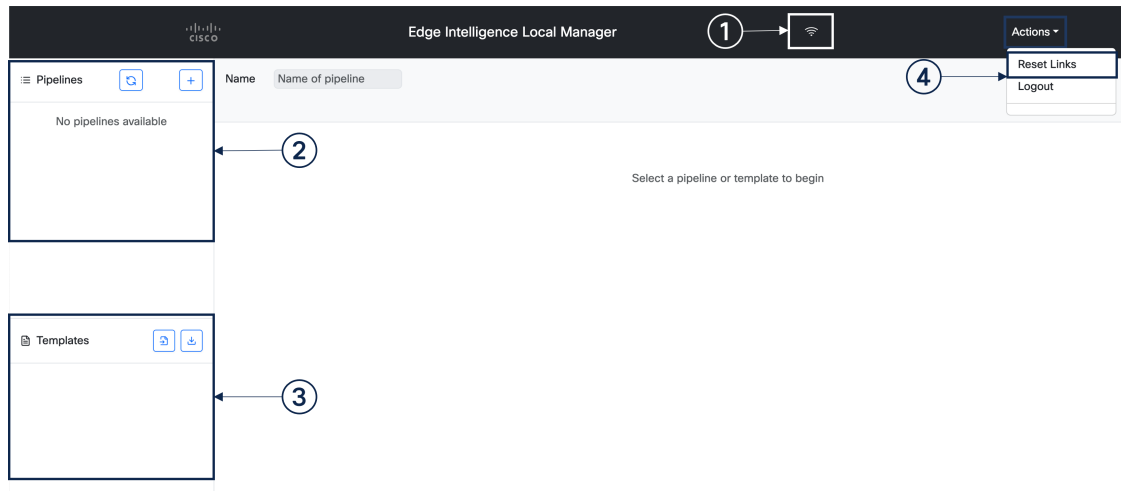 cisco
Edge Intelligence Local Manager
1
Actions
Pipelines
Name
Name of pipeline
4
Reset Links
Logout
No pipelines available
2
Select a pipeline or template to begin
Templates
3